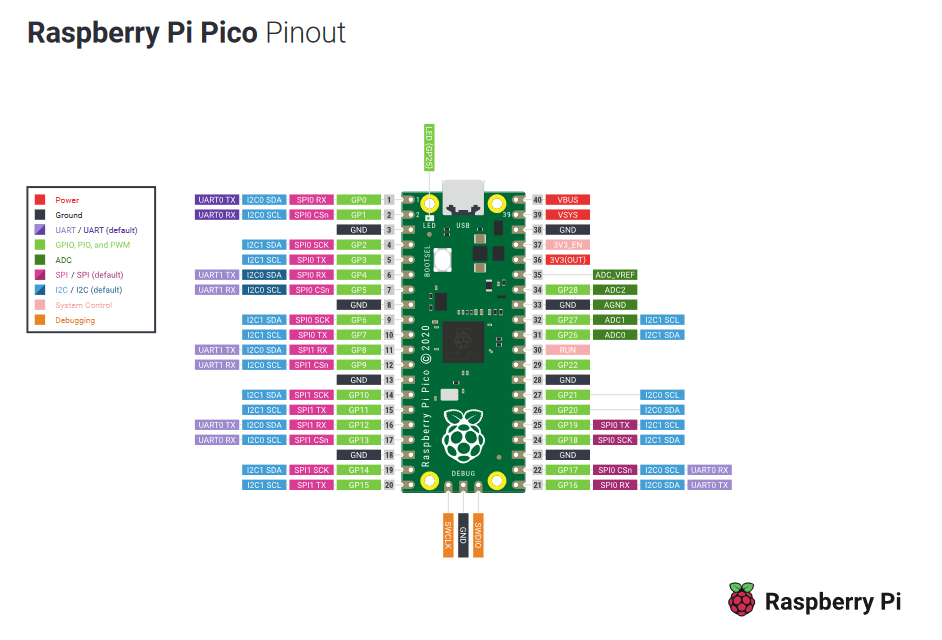 Raspberry Pi Pico Pinout
LED (GP25)
Power
Ground
UART / UART (default)
GPIO, PIO, and PWM
ADC
SPI / SPI (default)
I2C / I2C (default)
System Control
Debugging
UART0 TX I2C0 SDA SPI0 RX GP0 1
UART0 RX I2C0 SCL SPI0 CSn GP1 2
GND 3
I2C1 SDA SPI0 SCK GP2 4
I2C1 SCL SPI0 TX GP3 5
UART1 TX I2C0 SDA SPI0 RX GP4 6
UART1 RX I2C0 SCL SPI0 CSn GP5 7
GND 8
I2C1 SDA SPI0 SCK GP6 9
I2C1 SCL SPI0 TX GP7 10
UART1 TX I2C0 SDA SPI1 RX GP8 11
UART1 RX I2C0 SCL SPI1 CSn GP9 12
GND 13
I2C1 SDA SPI1 SCK GP10 14
I2C1 SCL SPI1 TX GP11 15
UART0 TX I2C0 SDA SPI1 RX GP12 16
UART0 RX I2C0 SCL SPI1 CSn GP13 17
GND 18
I2C1 SDA SPI1 SCK GP14 19
I2C1 SCL SPI1 TX GP15 20
1
2
39
LED
USB
BOOTSEL
Raspberry Pi Pico © 2020
DEBUG
40 VBUS
39 VSYS
38 GND
37 3V3_EN
36 3V3(OUT)
35 ADC_VREF
34 GP28 ADC2
33 GND AGND
32 GP27 ADC1 I2C1 SCL
31 GP26 ADC0 I2C1 SDA
30 RUN
29 GP22
28 GND
27 GP21 I2C0 SCL
26 GP20 I2C0 SDA
25 GP19 SPI0 TX I2C1 SCL
24 GP18 SPI0 SCK I2C1 SDA
23 GND
22 GP17 SPI0 CSn I2C0 SCL UART0 RX
21 GP16 SPI0 RX I2C0 SDA UART0 TX
SWCLK
GND
SWDIO
Raspberry Pi